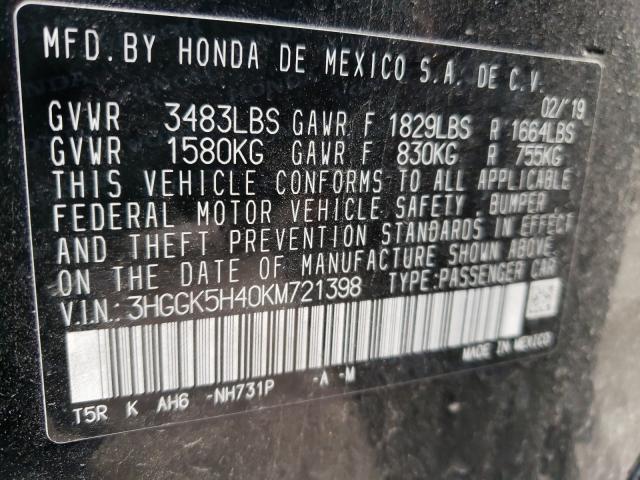 MFD. BY HONDA DE MEXICO S.A. DE C.V.
02/'19
GVWR 3483LBS GAWR F 1829LBS R 1664LBS
GVWR 1580KG GAWR F 830KG R 755KG
THIS VEHICLE CONFORMS TO ALL APPLICABLE
FEDERAL MOTOR VEHICLE SAFETY, BUMPER
AND THEFT PREVENTION STANDARDS IN EFFECT
ON THE DATE OF MANUFACTURE SHOWN ABOVE.
V.I.N.: 3HGGK5H40KM721398 TYPE:PASSENGER CAR
MADE IN MEXICO
T5R K AH6 -NH731P -A -M